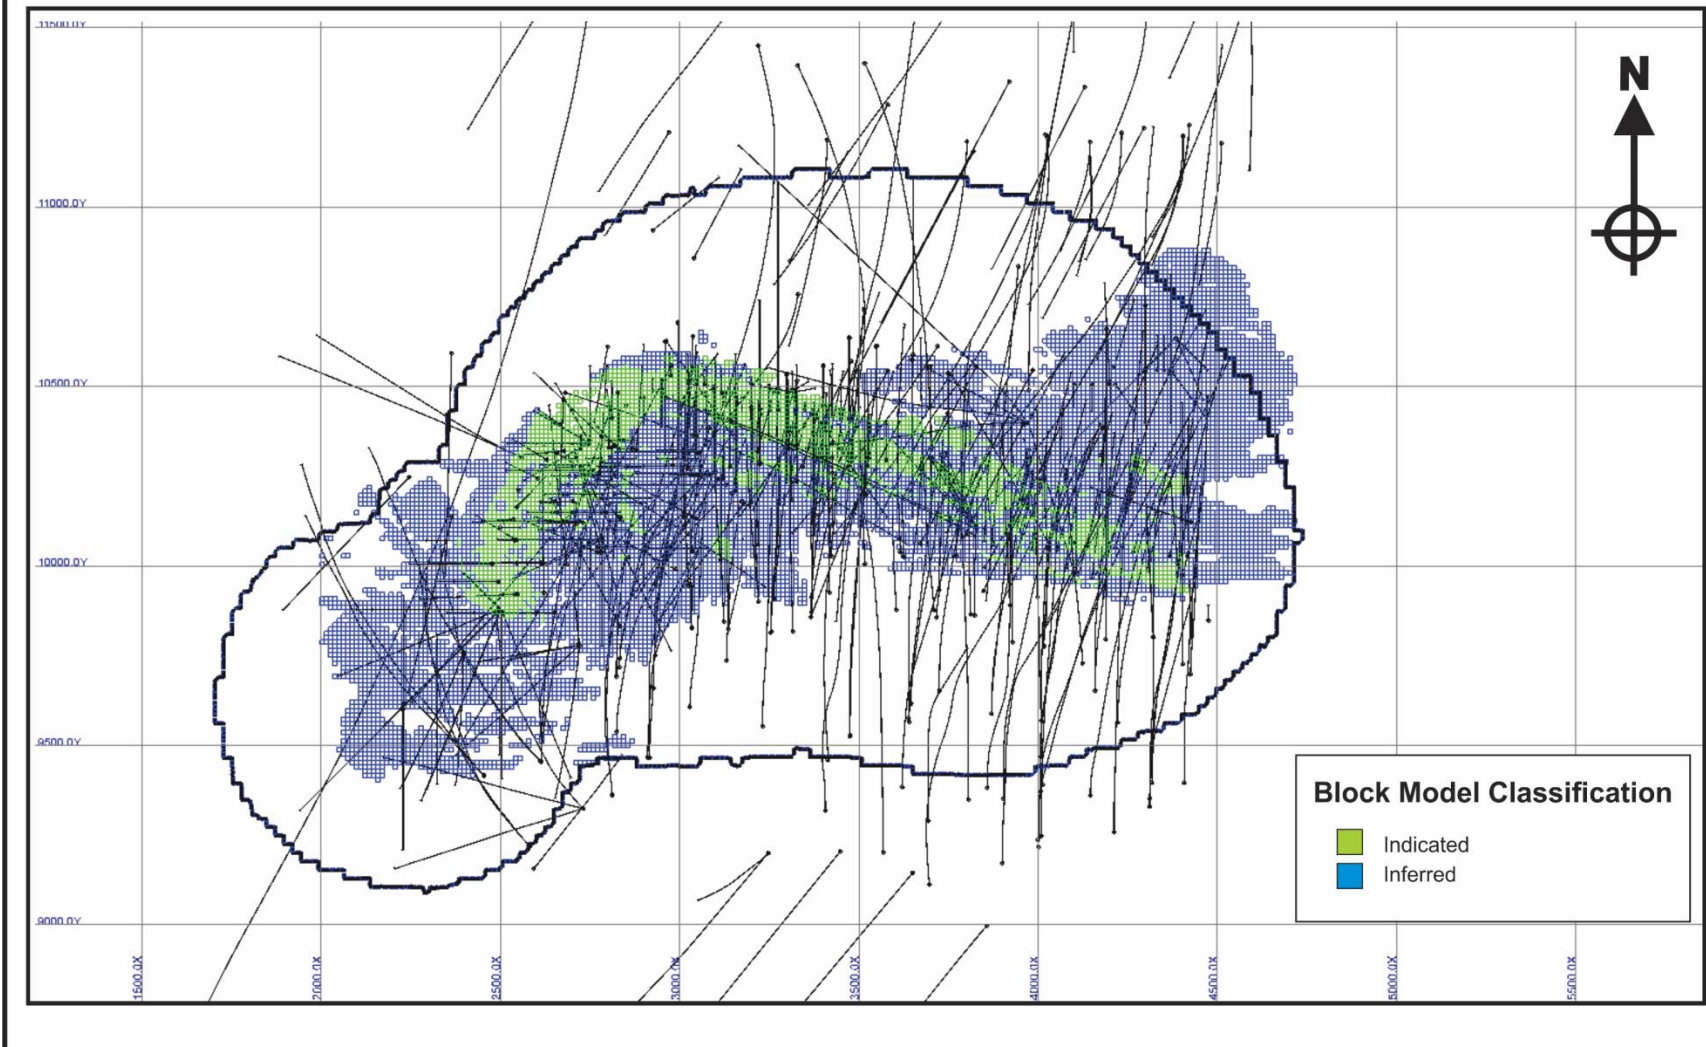 11500.0Y
N
11000.0Y
10500.0Y
10000.0Y
9500.0Y
9000.0Y
Block Model Classification
Indicated
Inferred
1500.0X
2000.0X
2500.0X
3000.0X
3500.0X
4000.0X
4500.0X
5000.0X
5500.0X